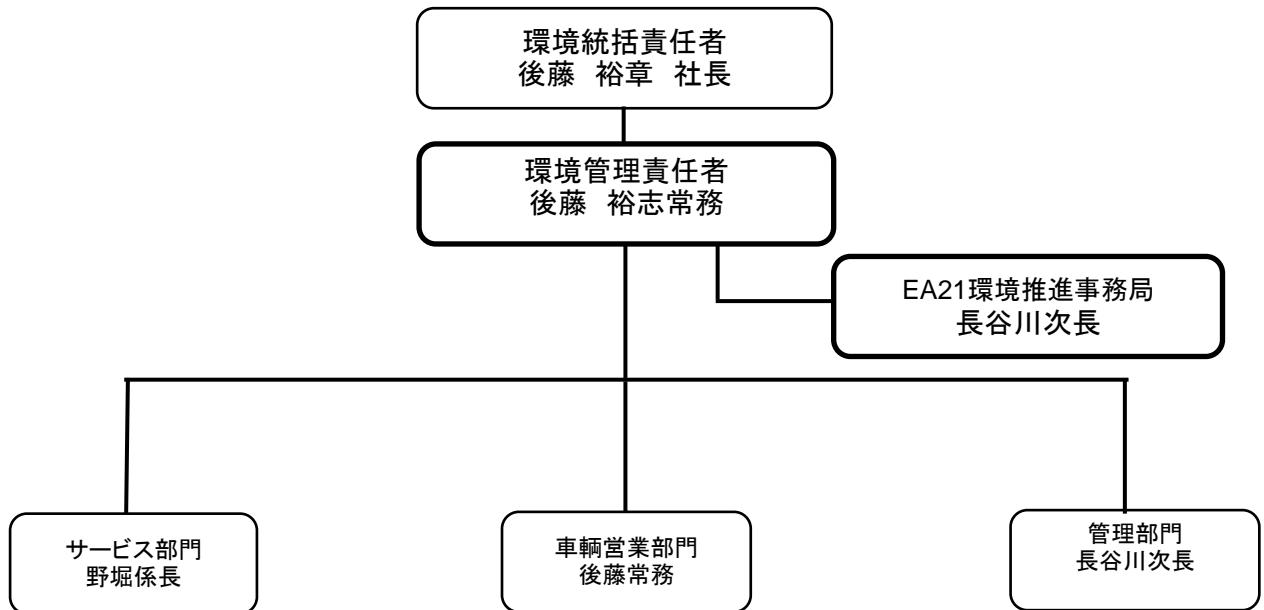 環境統括責任者
後藤　裕章　社長
環境管理責任者
後藤　裕志常務
EA21環境推進事務局
長谷川次長
サービス部門
野堀係長
車輌営業部門
後藤常務
管理部門
長谷川次長